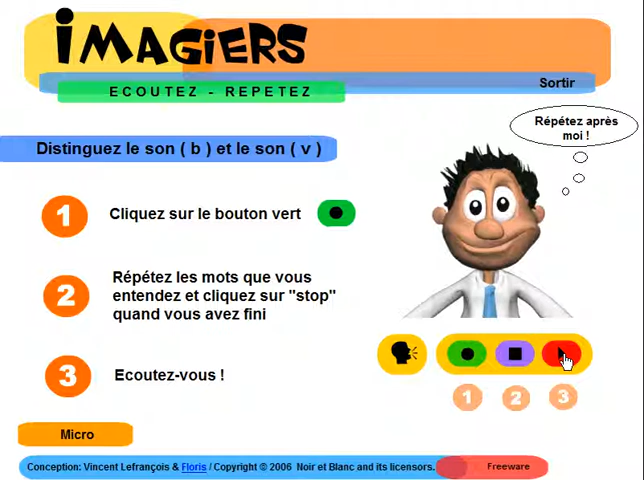 iMAGiERS
Sortir
ECOUTEZ - REPETEZ
Répétez après
moi !
Distinguez le son ( b ) et le son ( v )
1
Cliquez sur le bouton vert
2
Répétez les mots que vous
entendez et cliquez sur "stop"
quand vous avez fini
3
Ecoutez-vous !
1 2 3
Micro
Conception: Vincent Lefrançois & Floris / Copyright © 2006 Noir et Blanc and its licensors. Freeware